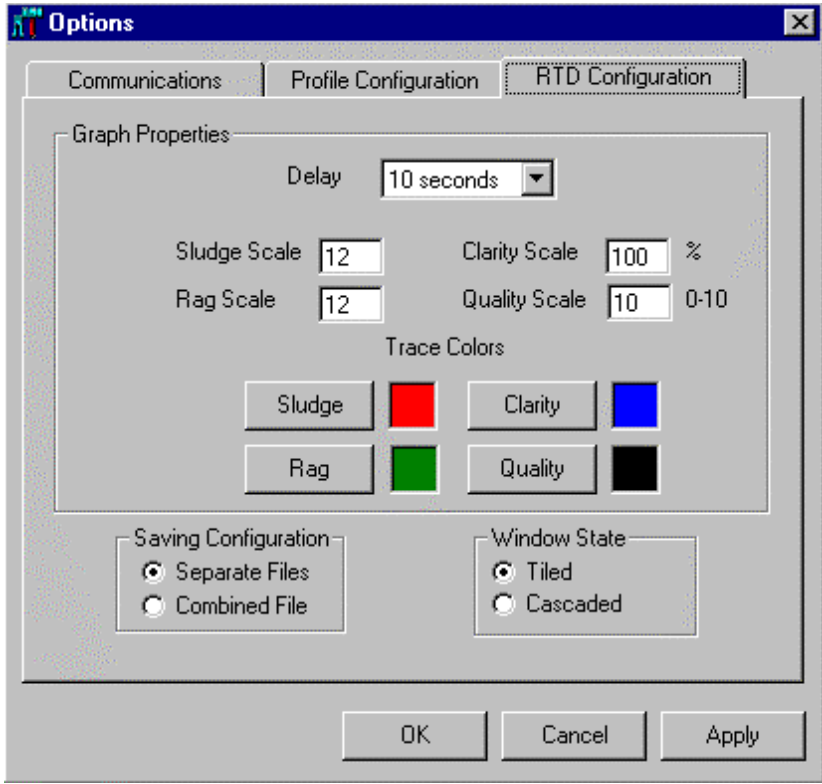 Options
Communications Profile Configuration RTD Configuration
Graph Properties
Delay 10 seconds
Sludge Scale 12 Clarity Scale 100 %
Rag Scale 12 Quality Scale 10 0-10
Trace Colors
Sludge Clarity
Rag Quality
Saving Configuration Window State
Separate Files Tiled
Combined File Cascaded
OK Cancel Apply